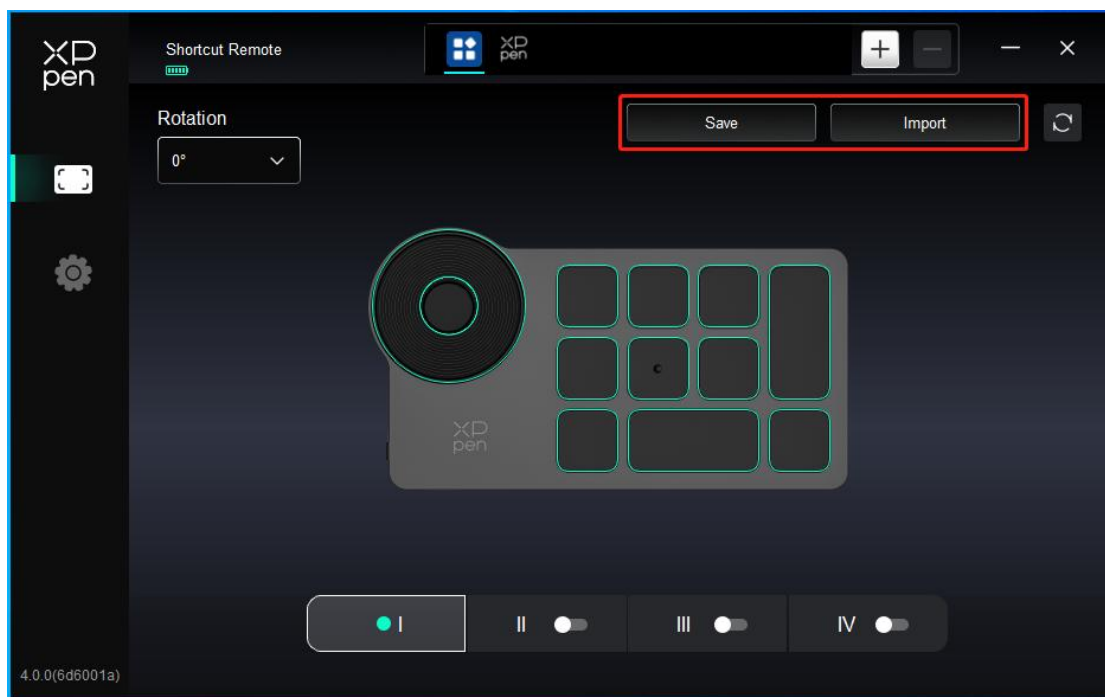 XP
pen
Shortcut Remote
XP
pen
Rotation
Save
Import
0°
XP
pen
I
II
III
IV
4.0.0(6d6001a)